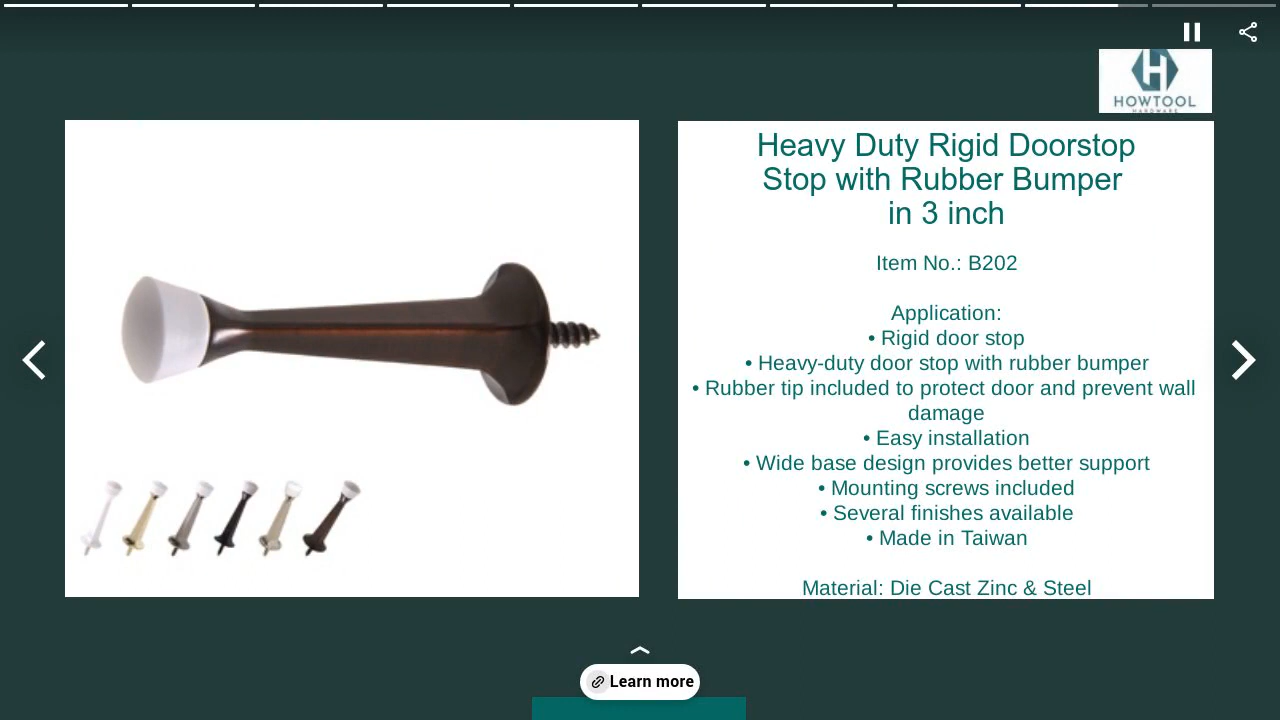 HOWTOOL
HARDWARE
Heavy Duty Rigid Doorstop
Stop with Rubber Bumper
in 3 inch
Item No.: B202
Application:
• Rigid door stop
• Heavy-duty door stop with rubber bumper
• Rubber tip included to protect door and prevent wall
damage
• Easy installation
• Wide base design provides better support
• Mounting screws included
• Several finishes available
• Made in Taiwan
Material: Die Cast Zinc & Steel
Learn more